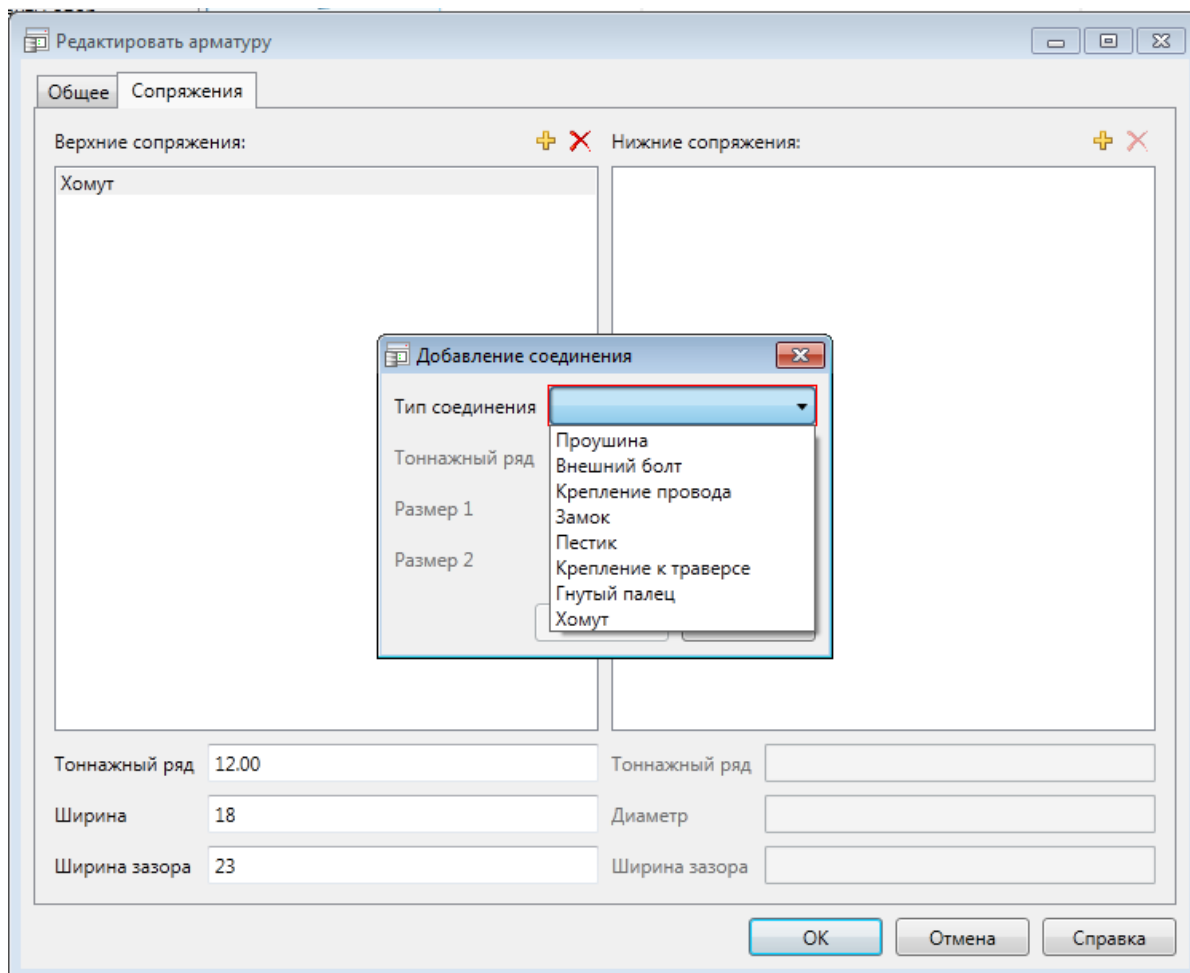 Редактировать арматуру
Общее
Сопряжения
Верхние сопряжения:
Нижние сопряжения:
Хомут
Добавление соединения
Тип соединения
Проушина
Тоннажный ряд
Внешний болт
Крепление провода
Размер 1
Замок
Пестик
Размер 2
Крепление к траверсе
Гнутый палец
Хомут
Тоннажный ряд 12.00
Тоннажный ряд
Ширина 18
Диаметр
Ширина зазора 23
Ширина зазора
OK
Отмена
Справка